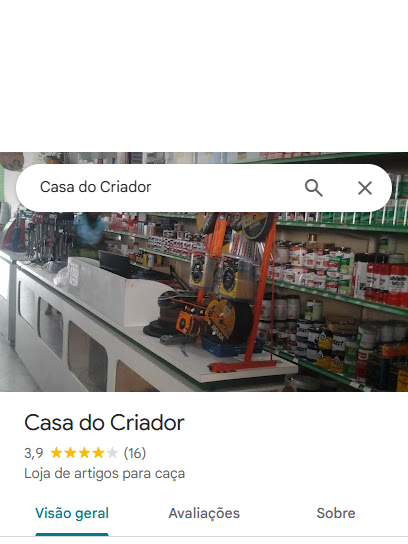 Casa do Criador
Casa do Criador
3,9 (16)
Loja de artigos para caça
Visão geral Avaliações Sobre